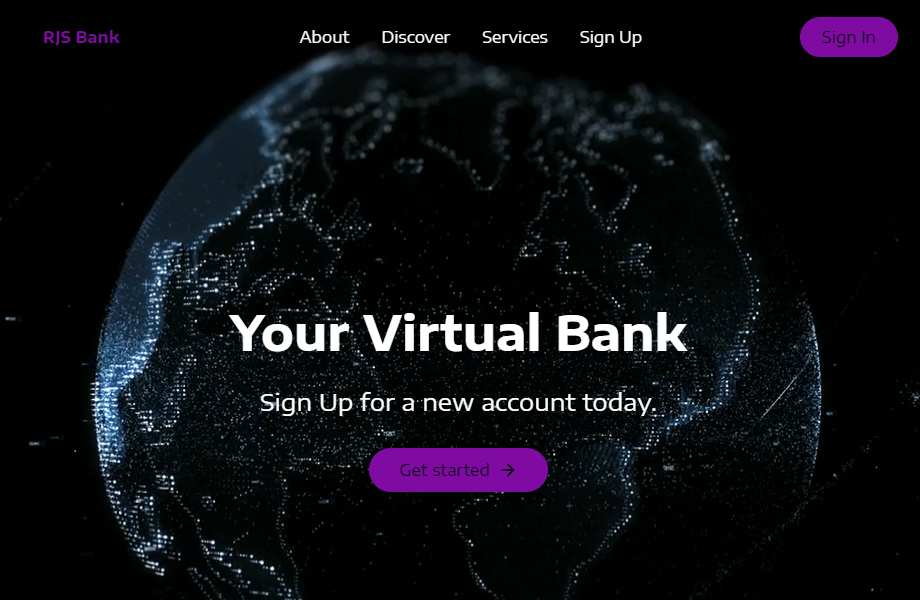 RJS Bank
About Discover Services Sign Up
Sign In
Your Virtual Bank
Sign Up for a new account today.
Get started